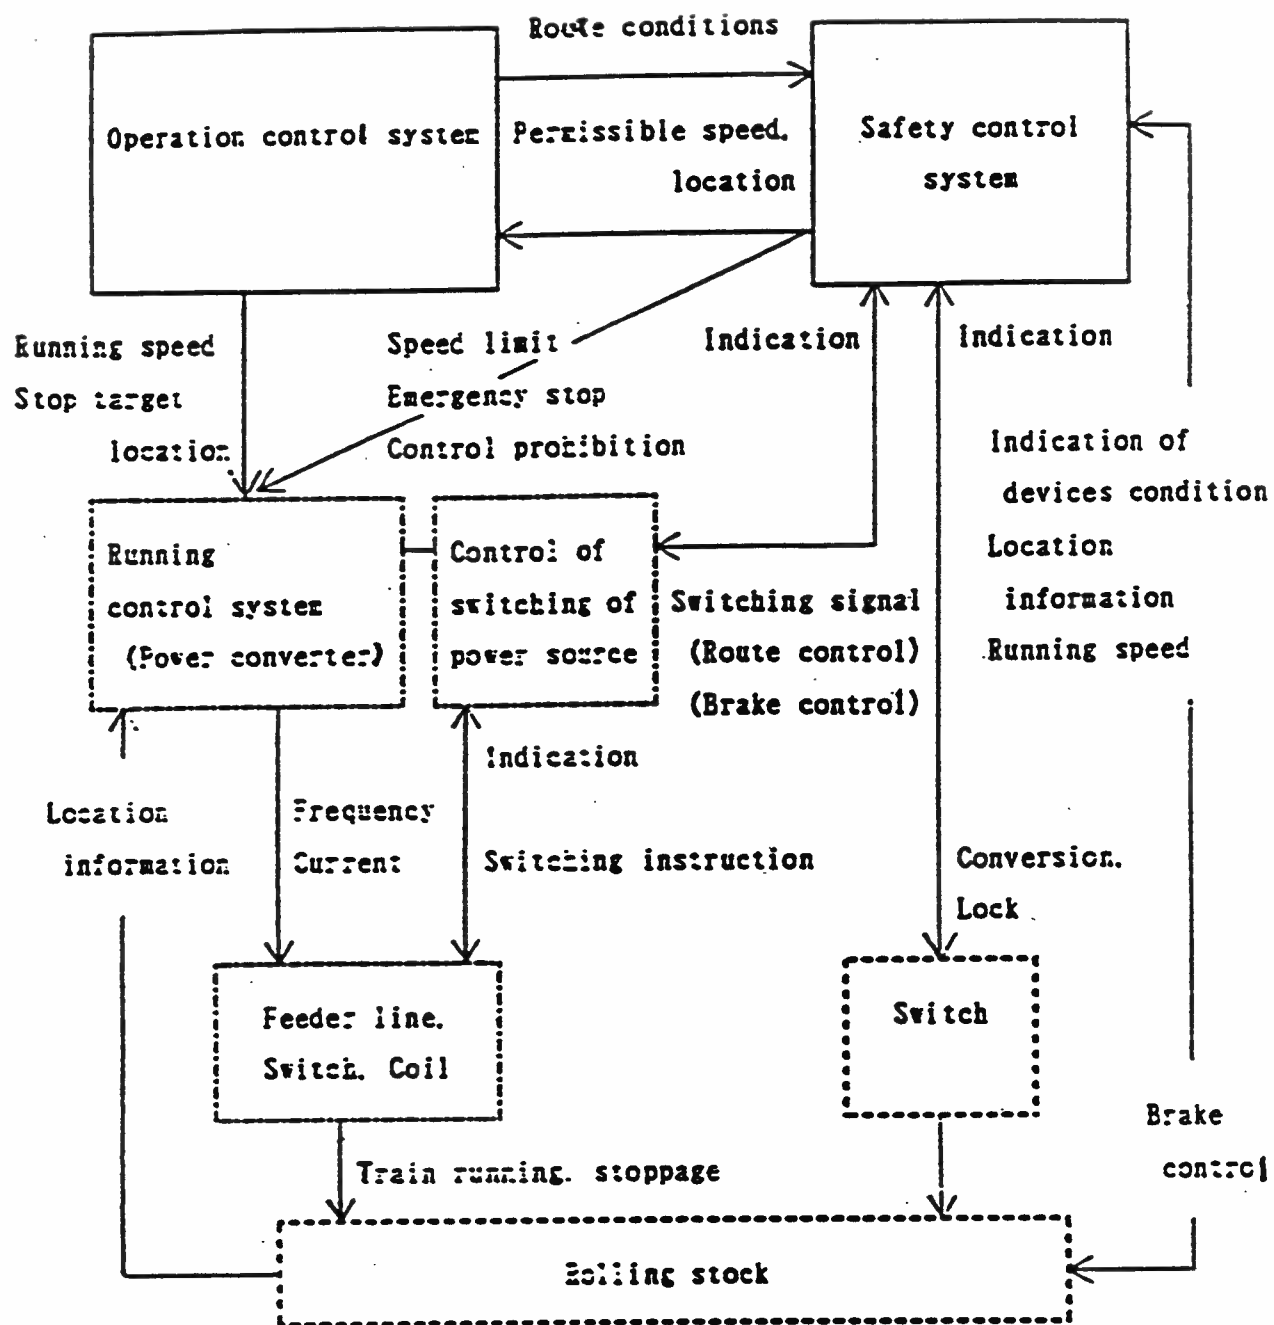 Route conditions
Operation control system
Permissible speed.
location
Safety control
system
Running speed
Stop target
location
Speed limit
Emergency stop
Control prohibition
Indication
Indication
Indication of
devices condition
Location
information
Running speed
Running
control system
(Power converter)
Control of
switching of
power source
Switching signal
(Route control)
(Brake control)
Indication
Location
information
Frequency
Current
Switching instruction
Conversion.
Lock
Feeder line.
Switch. Coil
Switch
Brake
control
Train running. stoppage
Rolling stock